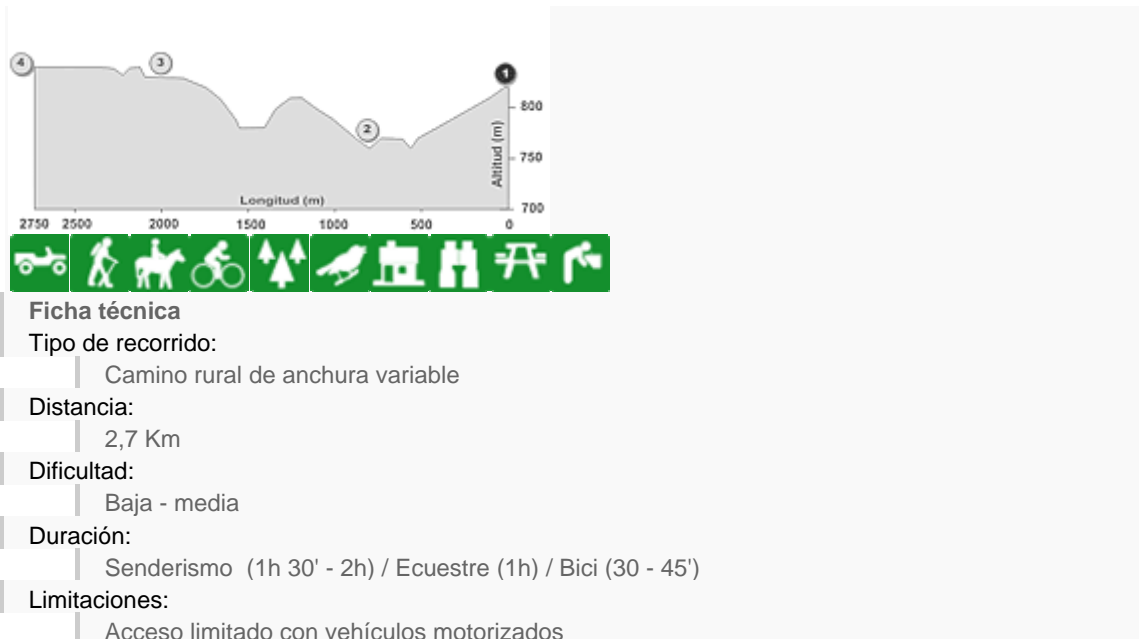 4
3
1
800
2
Altitud (m)
750
Longitud (m)
700
2750 2500 2000 1500 1000 500 0
Ficha técnica
Tipo de recorrido:
Camino rural de anchura variable
Distancia:
2,7 Km
Dificultad:
Baja - media
Duración:
Senderismo (1h 30' - 2h) / Ecuestre (1h) / Bici (30 - 45')
Limitaciones:
Acceso limitado con vehículos motorizados